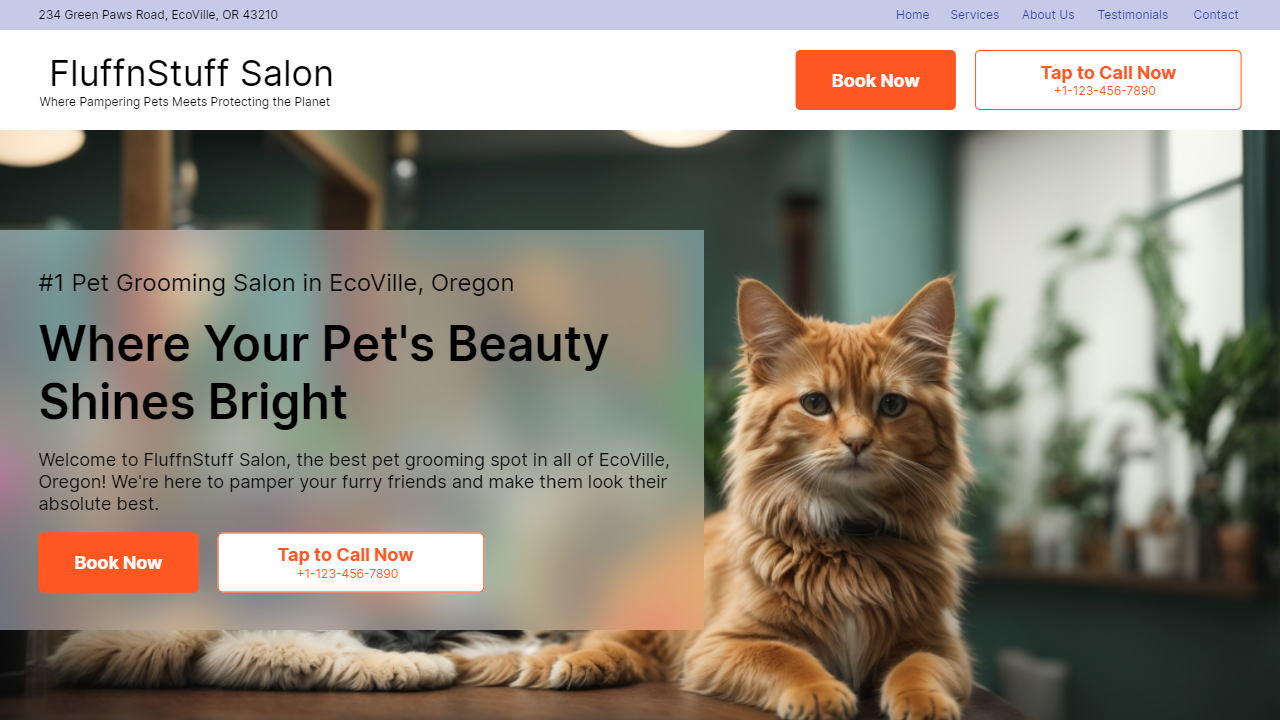 234 Green Paws Road, EcoVille, OR 43210
Home Services About Us Testimonials Contact
FluffnStuff Salon
Where Pampering Pets Meets Protecting the Planet
Book Now
Tap to Call Now
+1-123-456-7890
#1 Pet Grooming Salon in EcoVille, Oregon
Where Your Pet's Beauty
Shines Bright
Welcome to FluffnStuff Salon, the best pet grooming spot in all of EcoVille,
Oregon! We're here to pamper your furry friends and make them look their
absolute best.
Book Now
Tap to Call Now
+1-123-456-7890